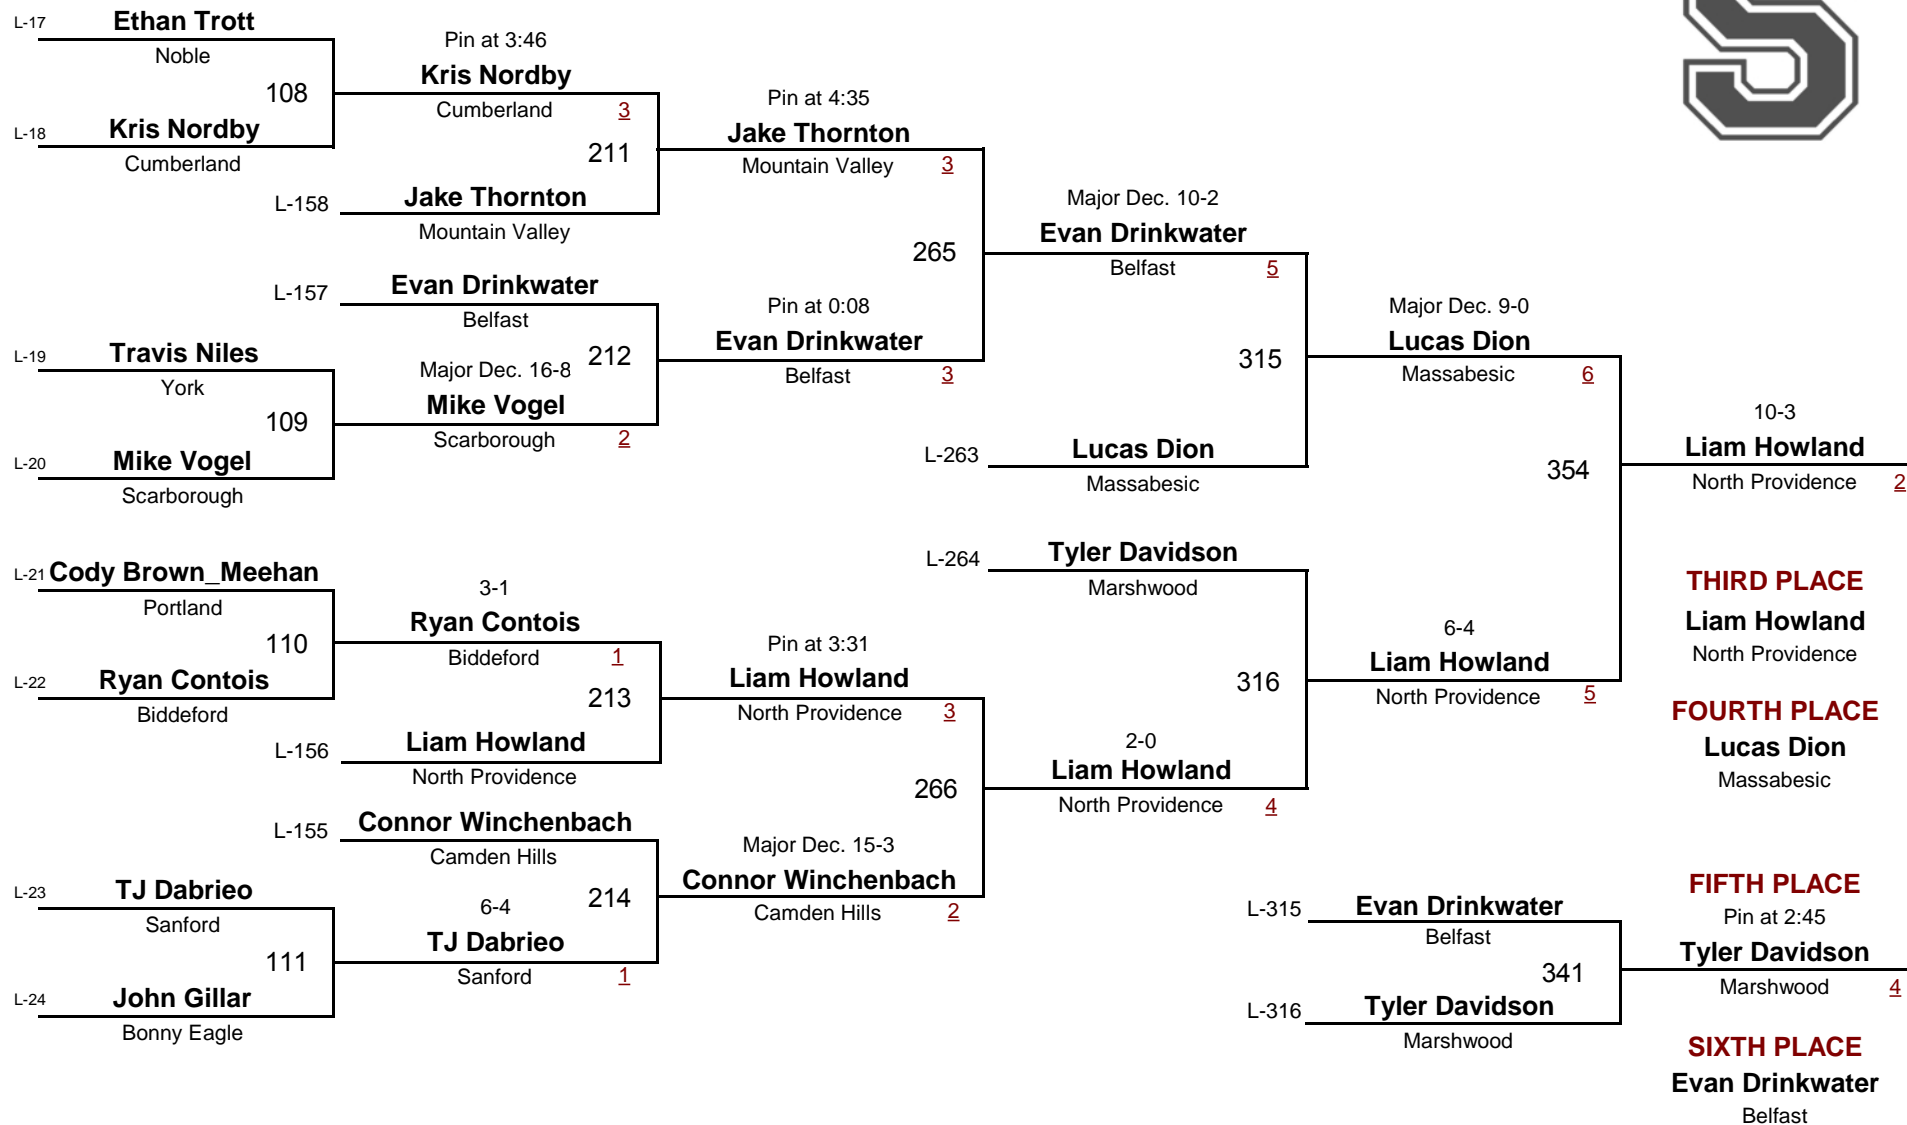 L-17 Ethan Trott
Noble
108
L-18 Kris Nordby
Cumberland
Pin at 3:46
Kris Nordby
Cumberland 3
211
L-158 Jake Thornton
Mountain Valley
Pin at 4:35
Jake Thornton
Mountain Valley 3
L-157 Evan Drinkwater
Belfast
212
L-19 Travis Niles
York
109
L-20 Mike Vogel
Scarborough
Major Dec. 16-8
Mike Vogel
Scarborough 2
Pin at 0:08
Evan Drinkwater
Belfast 3
265
Major Dec. 10-2
Evan Drinkwater
Belfast 5
315
L-263 Lucas Dion
Massabesic
Major Dec. 9-0
Lucas Dion
Massabesic 6
354
10-3
Liam Howland
North Providence 2
L-21 Cody Brown_Meehan
Portland
110
L-22 Ryan Contois
Biddeford
3-1
Ryan Contois
Biddeford 1
213
L-156 Liam Howland
North Providence
Pin at 3:31
Liam Howland
North Providence 3
266
L-155 Connor Winchenbach
Camden Hills
214
L-23 TJ Dabrieo
Sanford
111
L-24 John Gillar
Bonny Eagle
6-4
TJ Dabrieo
Sanford 1
Major Dec. 15-3
Connor Winchenbach
Camden Hills 2
L-264 Tyler Davidson
Marshwood
316
2-0
Liam Howland
North Providence 4
6-4
Liam Howland
North Providence 5
THIRD PLACE
Liam Howland
North Providence
FOURTH PLACE
Lucas Dion
Massabesic
L-315 Evan Drinkwater
Belfast
341
L-316 Tyler Davidson
Marshwood
FIFTH PLACE
Pin at 2:45
Tyler Davidson
Marshwood 4
SIXTH PLACE
Evan Drinkwater
Belfast
S